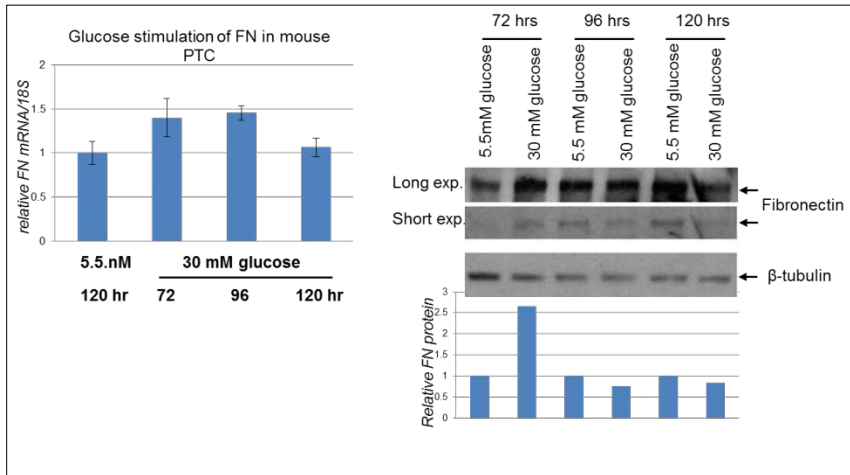 Glucose stimulation of FN in mouse
PTC
relative FN mRNA/18S
2
1.5
1
0.5
0
5.5.nM
30 mM glucose
120 hr
72
96
120 hr
72 hrs
96 hrs
120 hrs
5.5mM glucose
30 mM glucose
5.5 mM glucose
30 mM glucose
5.5 mM glucose
30 mM glucose
Long exp.
Fibronectin
Short exp.
β-tubulin
Relative FN protein
3
2.5
2
1.5
1
0.5
0